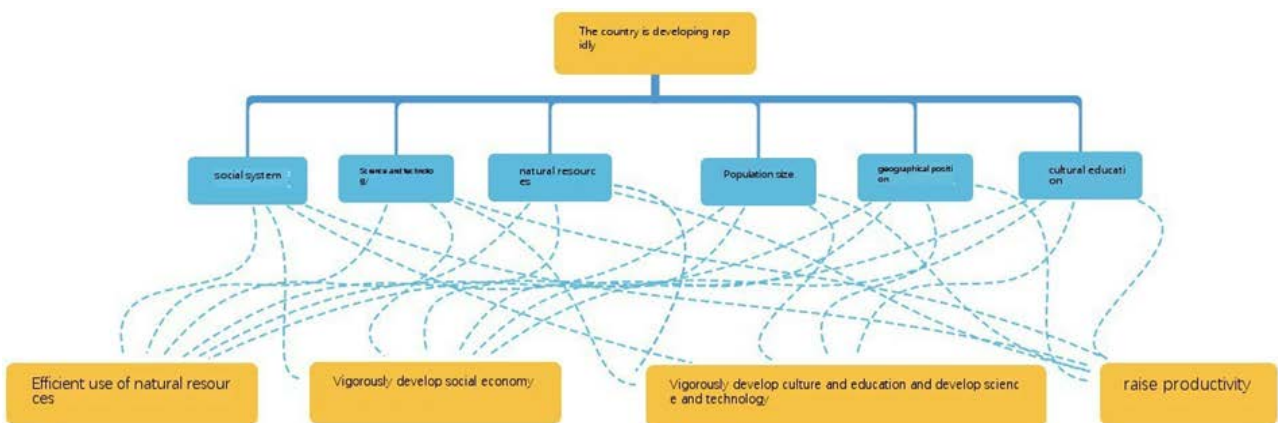 The country is developing rap
idly
social system
Science and technolo
gy
natural resourc
es
Population size
geographical positi
on
cultural educati
on
Efficient use of natural resour
ces
Vigorously develop social economy
Vigorously develop culture and education and develop scienc
e and technology
raise productivity